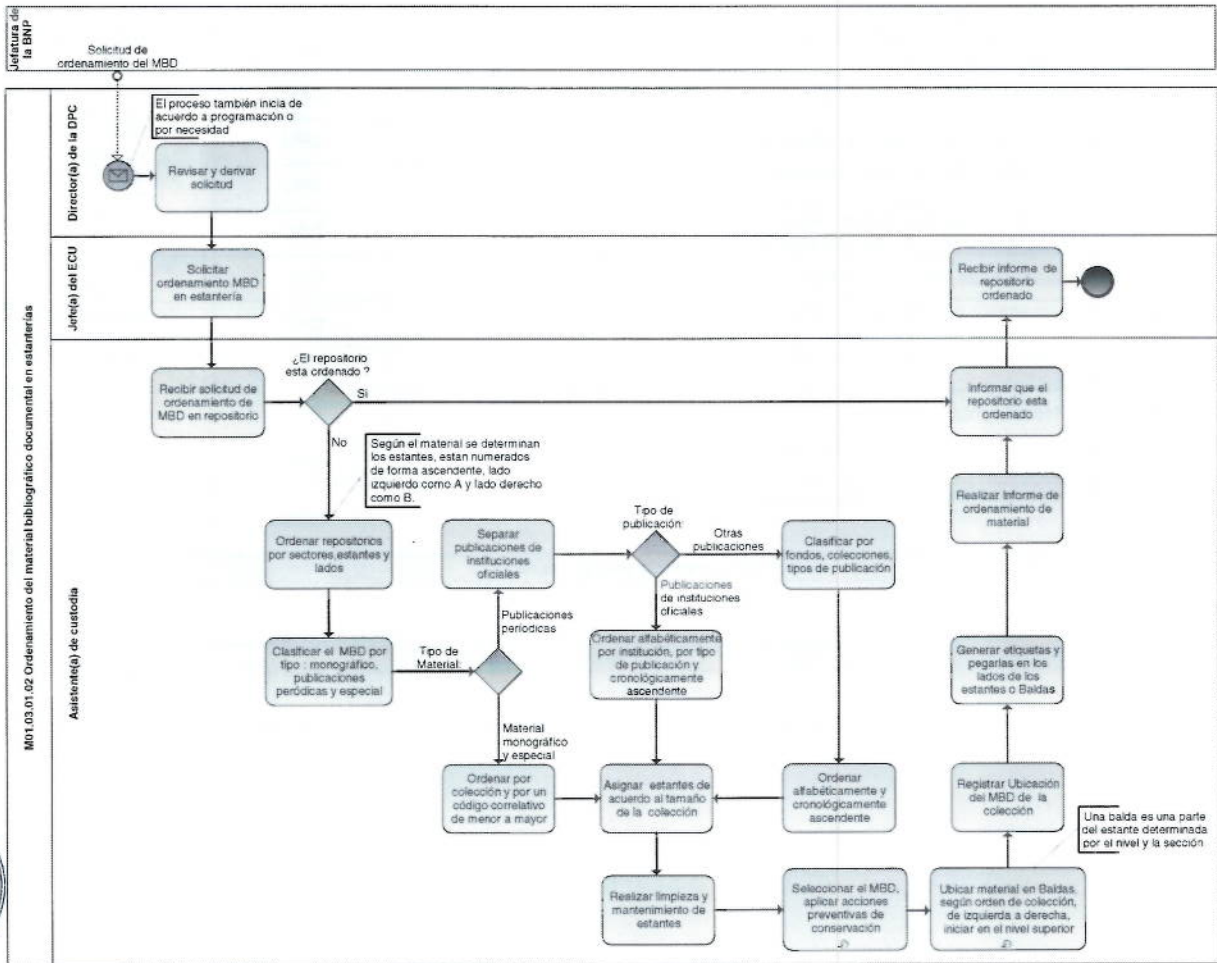 Jefatura de
la BNP
Solicitud de
ordenamiento del MBD
M01.03.01.02 Ordenamiento del material bibliográfico documental en estanterías
Director(a) de la DPC
El proceso también inicia de
acuerdo a programación o
por necesidad
Revisar y derivar
solicitud
Jefe(a) del ECU
Solicitar
ordenamiento MBD
en estantería
Recibir informe de
repositorio
ordenado
Asistente(a) de custodia
Recibir solicitud de
ordenamiento de
MBD en repositorio
¿El repositorio
esta ordenado ?
Si
No
Informar que el
repositorio esta
ordenado
Según el material se determinan
los estantes, estan numerados
de forma ascendente, lado
izquierdo como A y lado derecho
como B.
Realizar Informe de
ordenamiento de
material
Ordenar repositorios
por sectores,estantes y
lados
Separar
publicaciones de
instituciones
oficiales
Tipo de
publicación:
Otras
publicaciones
Clasificar por
fondos, colecciones,
tipos de publicación
Publicaciones
de instituciones
oficiales
Publicaciones
periodicas
Clasificar el MBD por
tipo : monográfico,
publicaciones
periódicas y especial
Tipo de
Material:
Ordenar alfabéticamente
por institución, por tipo
de publicación y
cronológicamente
ascendente
Generar etiquetas y
pegarlas en los
lados de los
estantes o Baldas
Material
monográfico
y especial
Ordenar por
colección y por un
código correlativo
de menor a mayor
Asignar estantes de
acuerdo al tamaño
de la colección
Ordenar
alfabéticamente y
cronológicamente
ascendente
Registrar Ubicación
del MBD de la
colección
Una balda es una parte
del estante determinada
por el nivel y la sección
Realizar limpieza y
mantenimiento de
estantes
Seleccionar el MBD,
aplicar acciones
preventivas de
conservación
Ubicar material en Baldas
según orden de colección,
de izquierda a derecha,
iniciar en el nivel superior